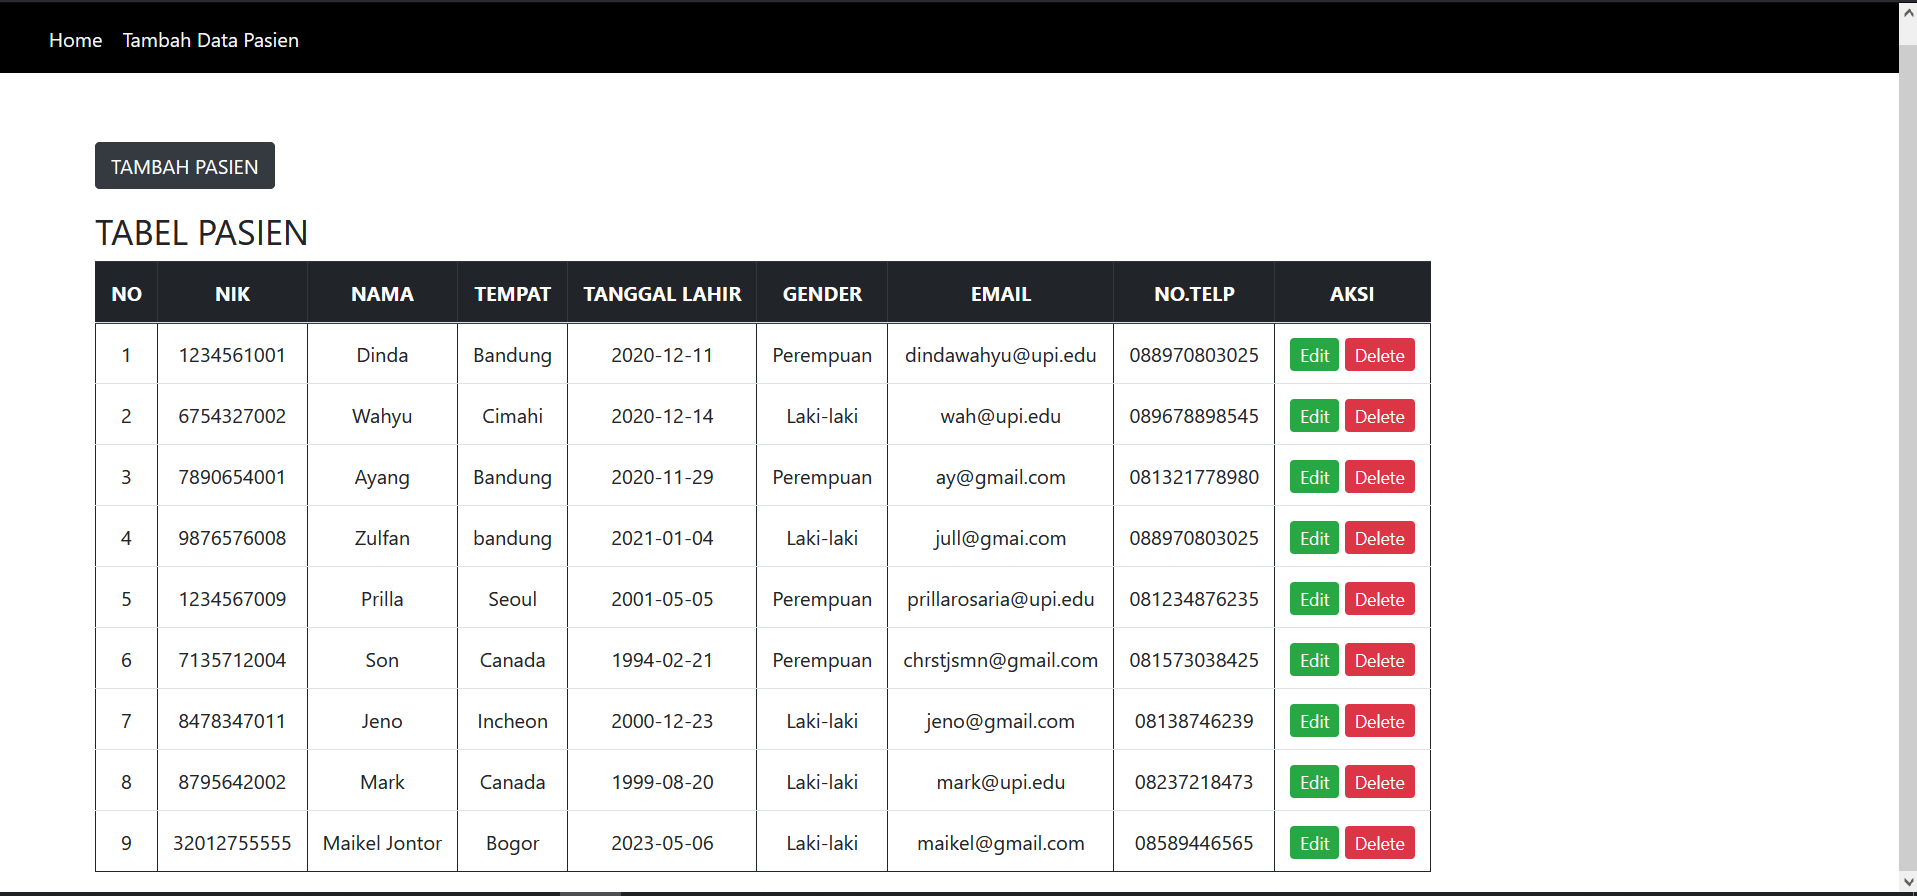 Home Tambah Data Pasien
TAMBAH PASIEN
TABEL PASIEN
NO NIK NAMA TEMPAT TANGGAL LAHIR GENDER EMAIL NO.TELP AKSI
1 1234561001 Dinda Bandung 2020-12-11 Perempuan dindawahyu@upi.edu 088970803025 Edit Delete
2 6754327002 Wahyu Cimahi 2020-12-14 Laki-laki wah@upi.edu 089678898545 Edit Delete
3 7890654001 Ayang Bandung 2020-11-29 Perempuan ay@gmail.com 081321778980 Edit Delete
4 9876576008 Zulfan bandung 2021-01-04 Laki-laki jull@gmai.com 088970803025 Edit Delete
5 1234567009 Prilla Seoul 2001-05-05 Perempuan prillarosaria@upi.edu 081234876235 Edit Delete
6 7135712004 Son Canada 1994-02-21 Perempuan chrstjsmn@gmail.com 081573038425 Edit Delete
7 8478347011 Jeno Incheon 2000-12-23 Laki-laki jeno@gmail.com 08138746239 Edit Delete
8 8795642002 Mark Canada 1999-08-20 Laki-laki mark@upi.edu 08237218473 Edit Delete
9 32012755555 Maikel Jontor Bogor 2023-05-06 Laki-laki maikel@gmail.com 08589446565 Edit Delete